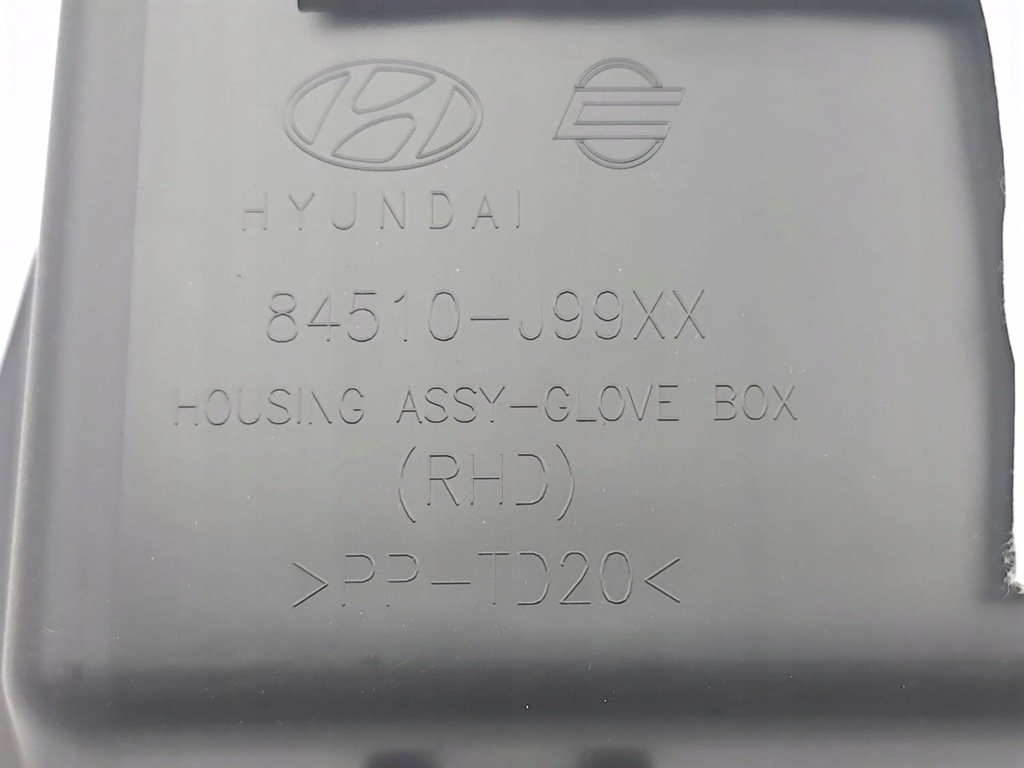 HYUNDAI
84510-J99XX
HOUSING ASSY-GLOVE BOX
(RHD)
>PP-TD20<